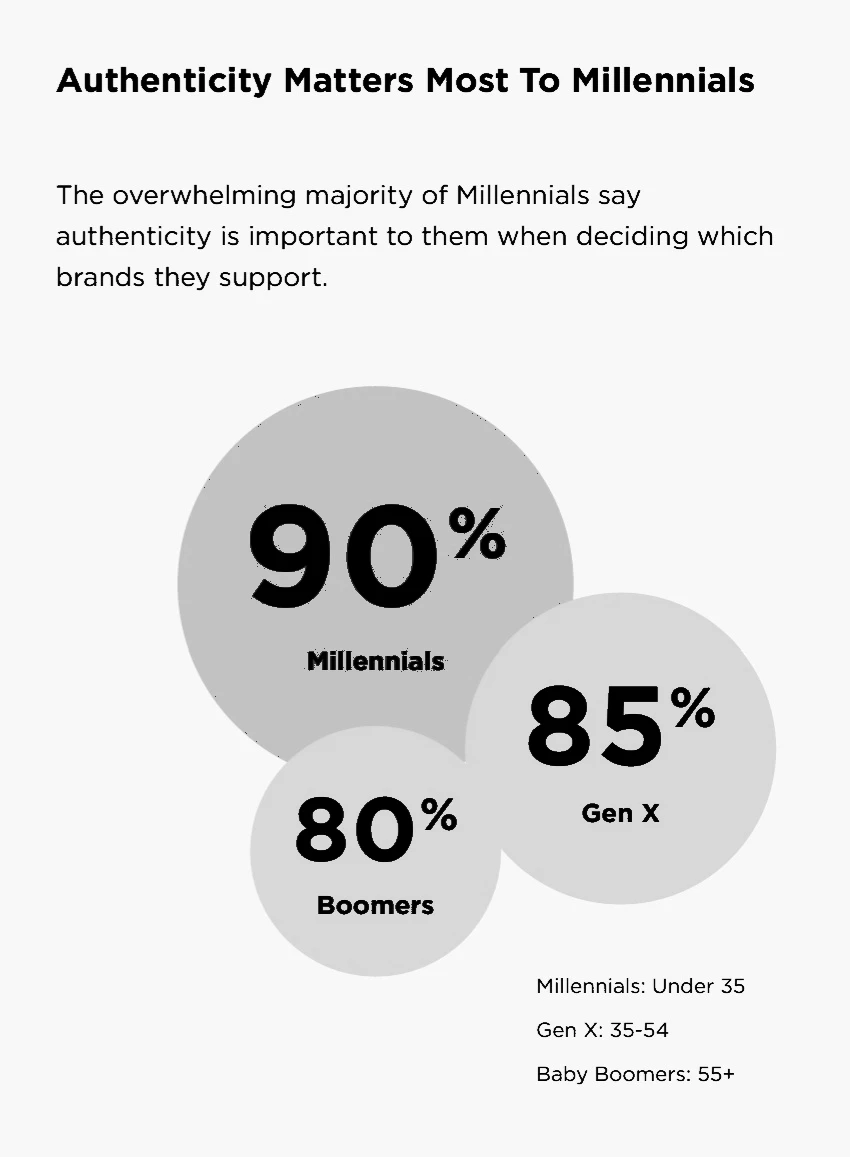 Authenticity Matters Most To Millennials
The overwhelming majority of Millennials say
authenticity is important to them when deciding which
brands they support.
90%
Millennials
85%
Gen X
80%
Boomers
Millennials: Under 35
Gen X: 35-54
Baby Boomers: 55+